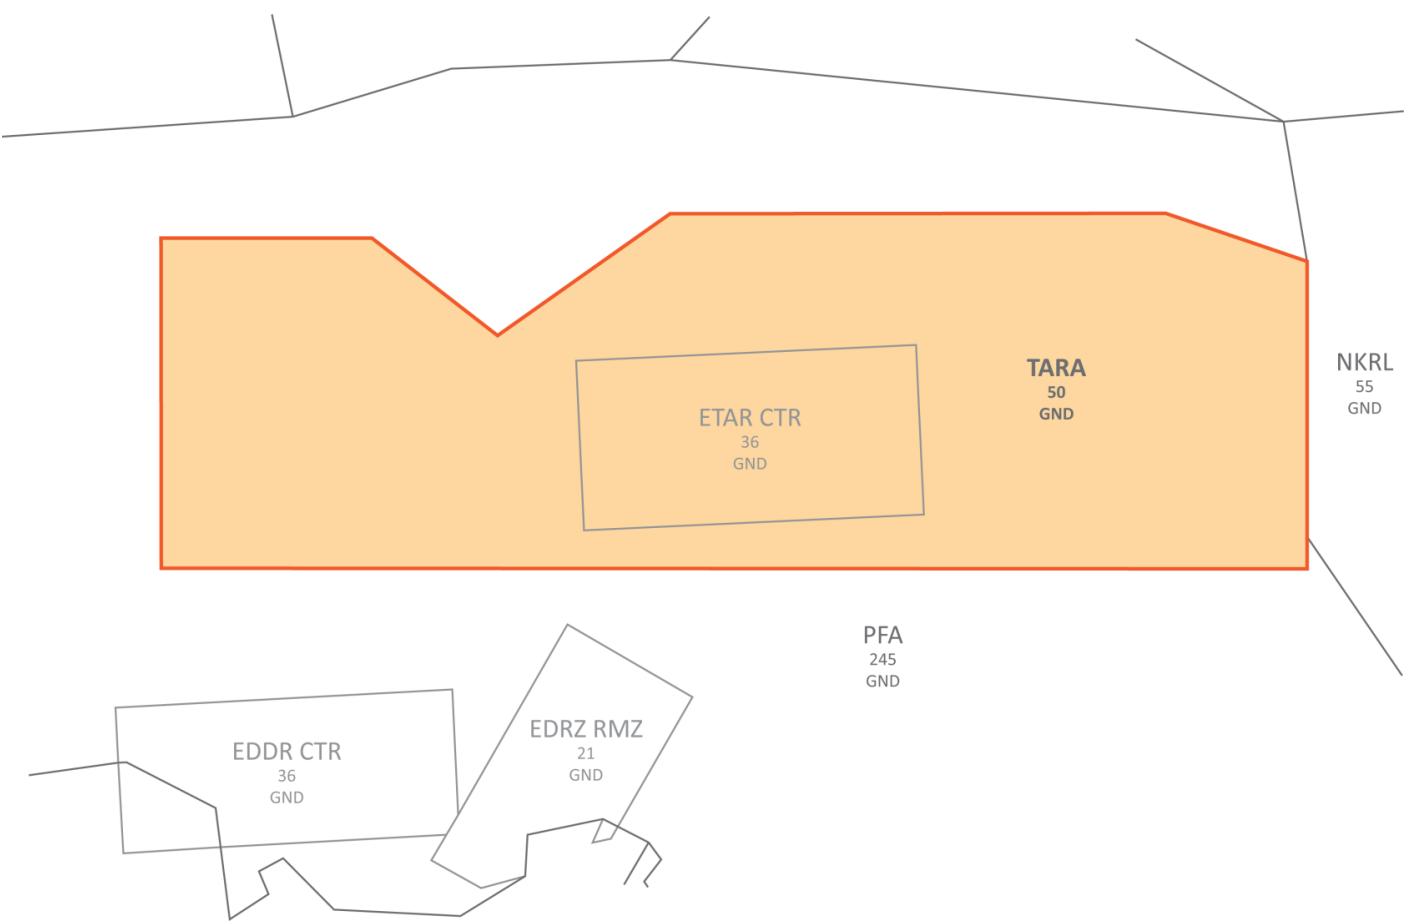 TARA
50
GND
NKRL
55
GND
ETAR CTR
36
GND
PFA
245
GND
EDRZ RMZ
21
GND
EDDR CTR
36
GND